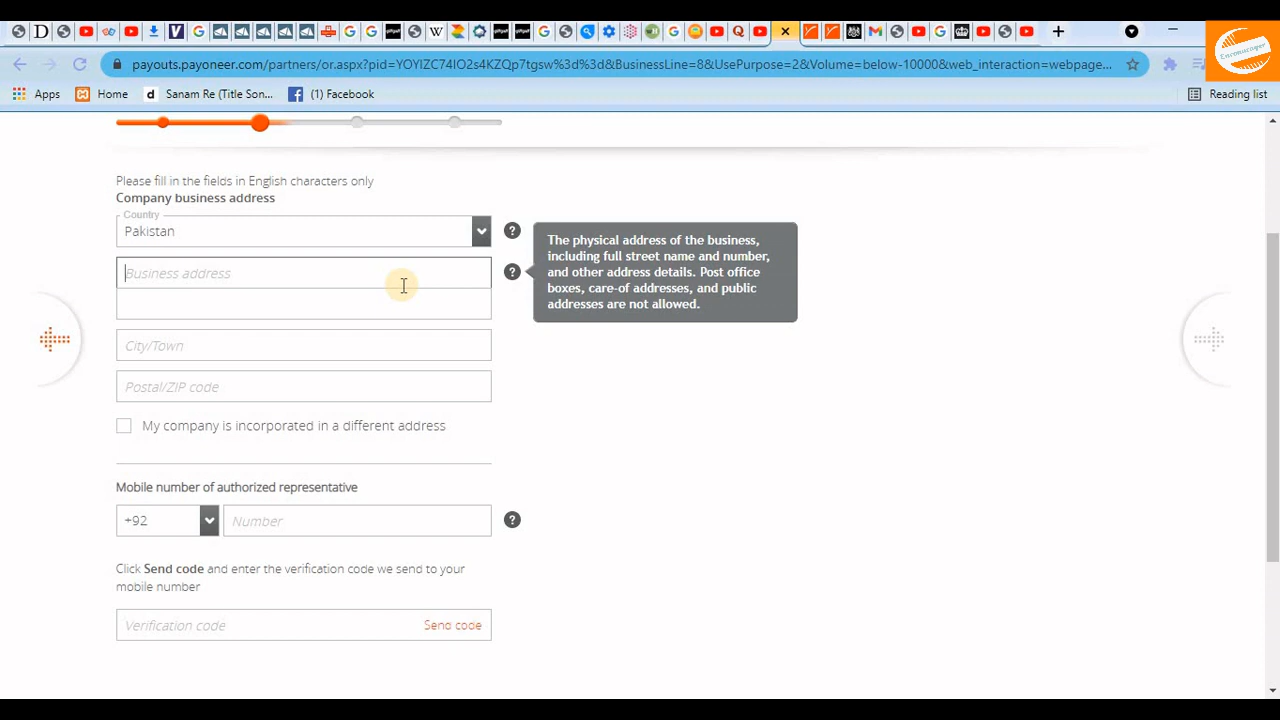 payouts.payoneer.com/partners/or.aspx?pid=YOYIZC74IO2s4KZQp7tqsw%3d%3d&BusinessLine=8&UsePurpose=2&Volume=below-10000&web_interaction=webpage...
Apps
Home
Sanam Re (Title Son...
(1) Facebook
Reading list
Encomscoper
Please fill in the fields in English characters only
Company business address
Country
Pakistan
Business address
The physical address of the business,
including full street name and number,
and other address details. Post office
boxes, care-of addresses, and public
addresses are not allowed.
City/Town
Postal/ZIP code
My company is incorporated in a different address
Mobile number of authorized representative
+92
Number
Click Send code and enter the verification code we send to your
mobile number
Verification code
Send code